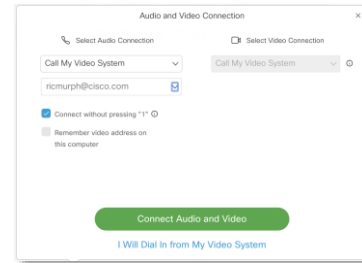 Audio and Video Connection
Select Audio Connection
Select Video Connection
Call My Video System
Call My Video System
ricmurph@cisco.com
Connect without pressing "1"
Remember video address on
this computer
Connect Audio and Video
I Will Dial In from My Video System